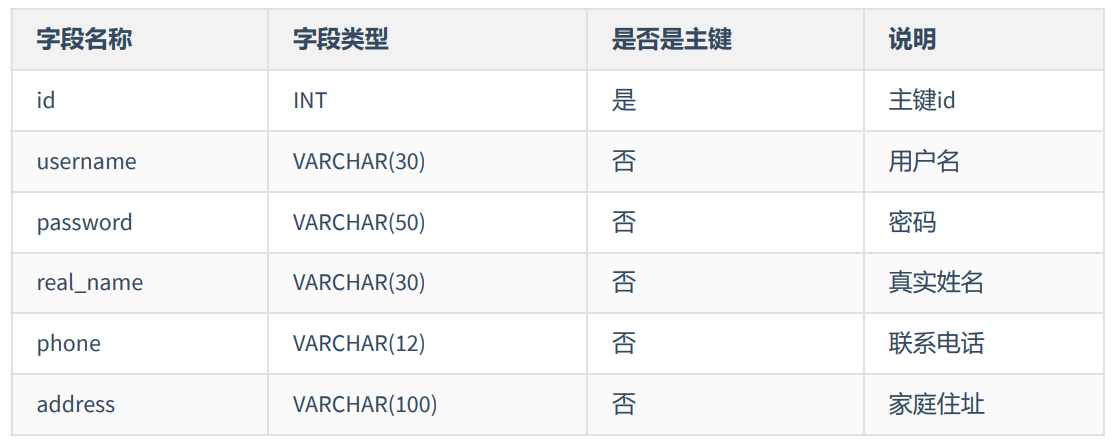 字段名称 字段类型 是否是主键 说明
id INT 是 主键id
username VARCHAR(30) 否 用户名
password VARCHAR(50) 否 密码
real_name VARCHAR(30) 否 真实姓名
phone VARCHAR(12) 否 联系电话
address VARCHAR(100) 否 家庭住址